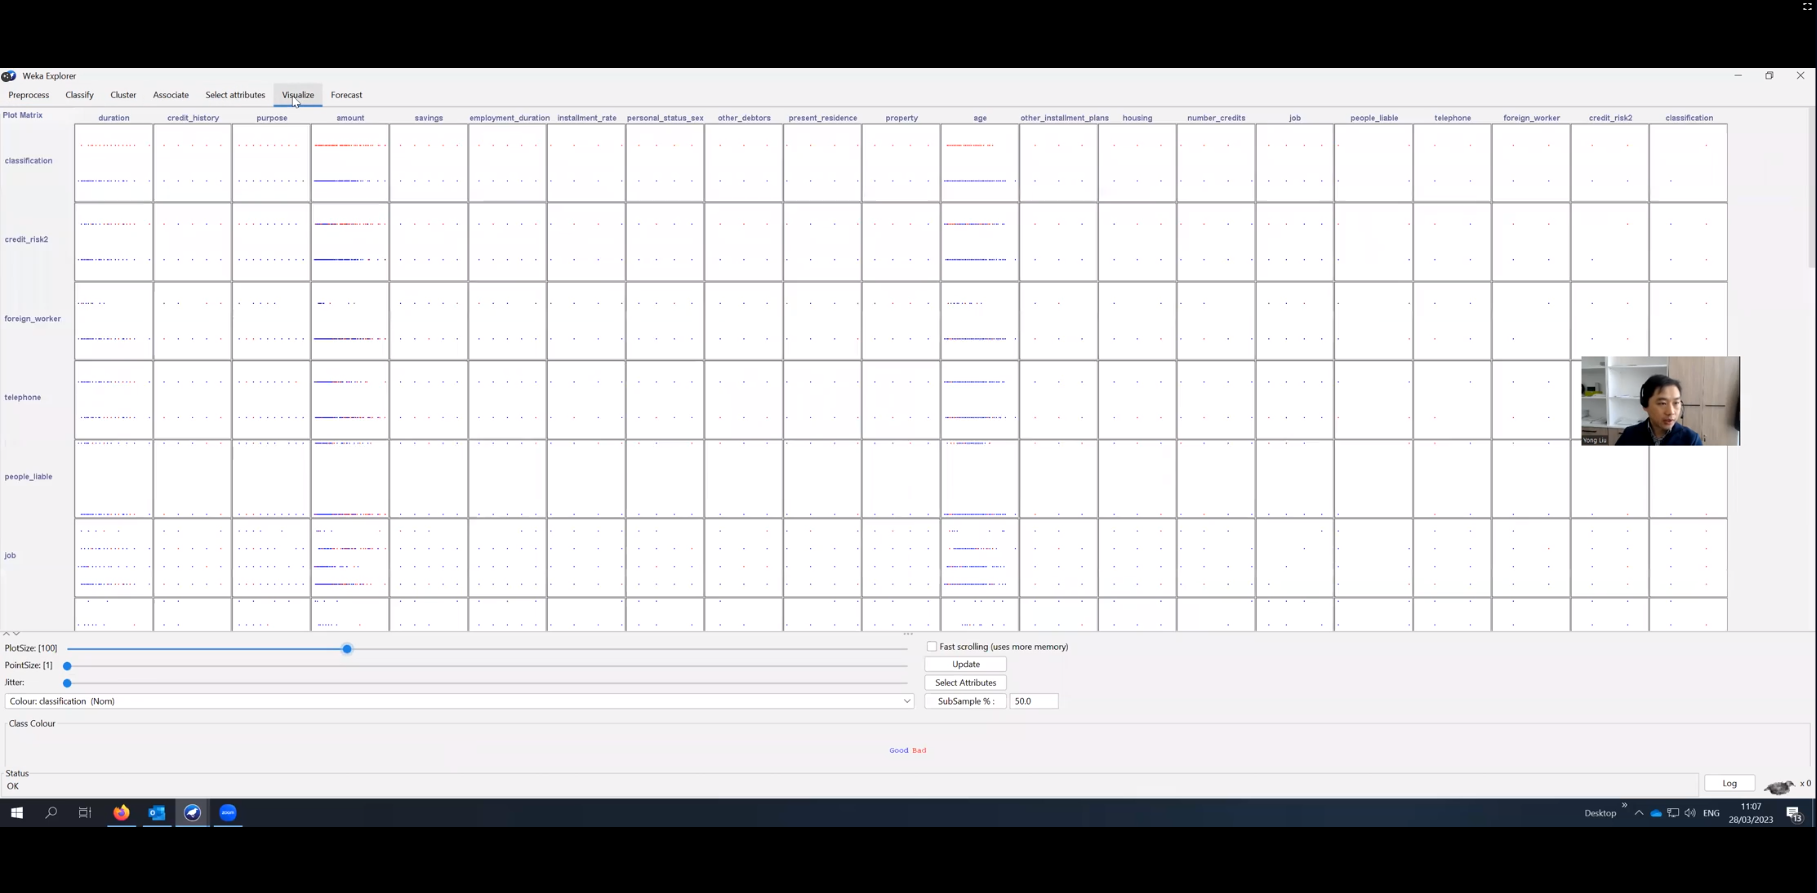 Weka Explorer
Preprocess Classify Cluster Associate Select attributes Visualize Forecast
Plot Matrix duration credit_history purpose amount savings employment_duration installment_rate personal_status_sex other_debtors present_residence property age other_installment_plans housing number_credits job people_liable telephone foreign_worker credit_risk2 classification
classification
credit_risk2
foreign_worker
telephone
Yong Liu
people_liable
job
PlotSize: [100]
Fast scrolling (uses more memory)
PointSize: [1]
Update
Jitter:
Select Attributes
Colour: classification (Nom)
SubSample % : 50.0
Class Colour
Good Bad
Status
OK
Log x 0
zoom
Desktop » ENG 11:07
28/03/2023 13